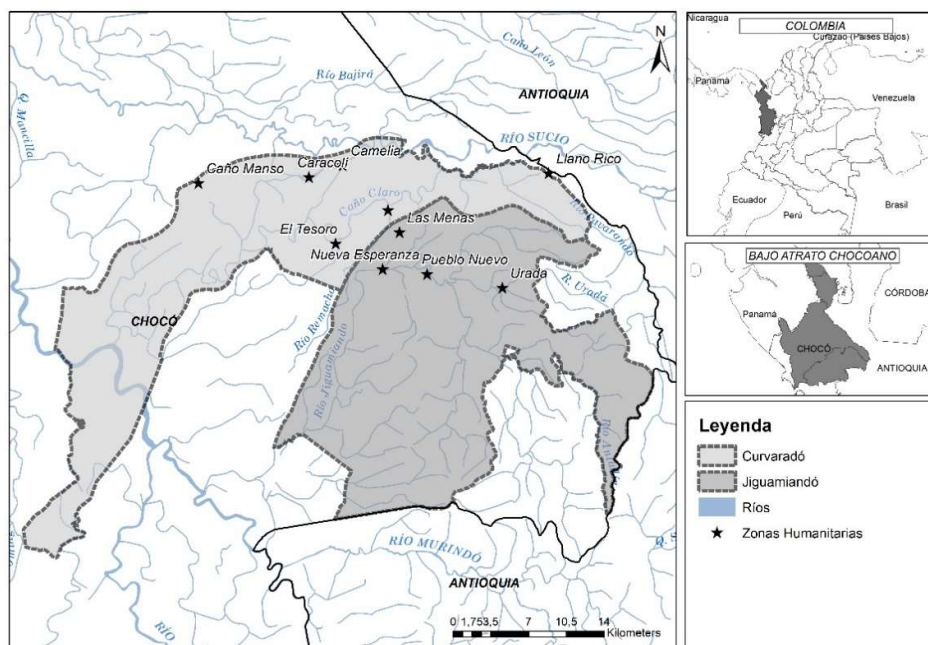 N
Caño León
Río Bajirá
ANTIOQUIA
Q. Mancilla
RÍO SUCIO
Camelia
Caracolí
Llano Rico
Caño Manso
Caño Claro
Las Menas
El Tesoro
Nueva Esperanza
Pueblo Nuevo
Urada
R. Uradá
CHOCÓ
Río Remacho
Río Jiguamiandó
RÍO MURINDÓ
ANTIOQUIA
RÍO
0 1,75 3,5 7 10,5 14
Kilometers
COLOMBIA
Nicaragua
Curazao (Países Bajos)
Panamá
Venezuela
Ecuador
Perú
Brasil
BAJO ATRATO CHOCOANO
CÓRDOBA
Panamá
CHOCÓ
ANTIOQUIA
Leyenda
Curvaradó
Jiguamiandó
Ríos
Zonas Humanitarias